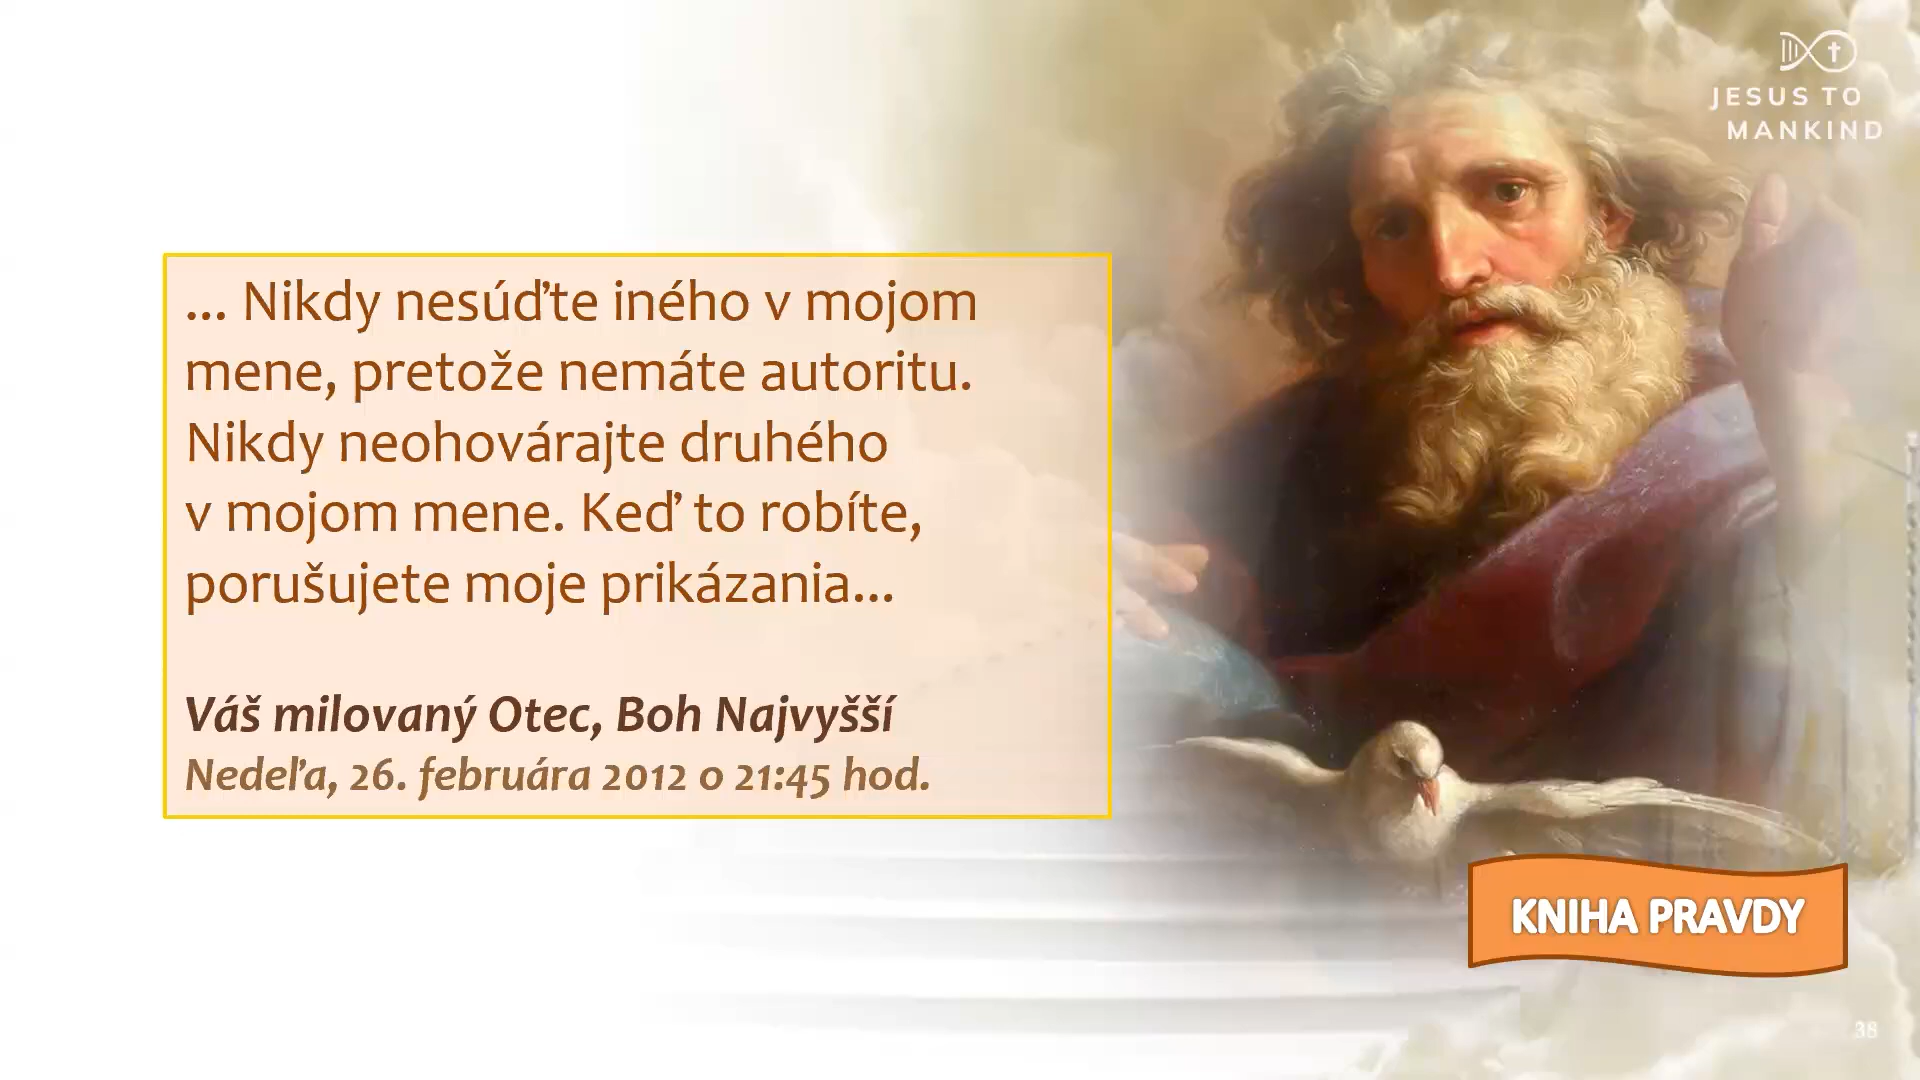 JESUS TO
MANKIND
... Nikdy nesúďte iného v mojom
mene, pretože nemáte autoritu.
Nikdy neohovárajte druhého
v mojom mene. Keď to robíte,
porušujete moje prikázania...
Váš milovaný Otec, Boh Najvyšší
Nedeľa, 26. februára 2012 o 21:45 hod.
KNIHA PRAVDY
38